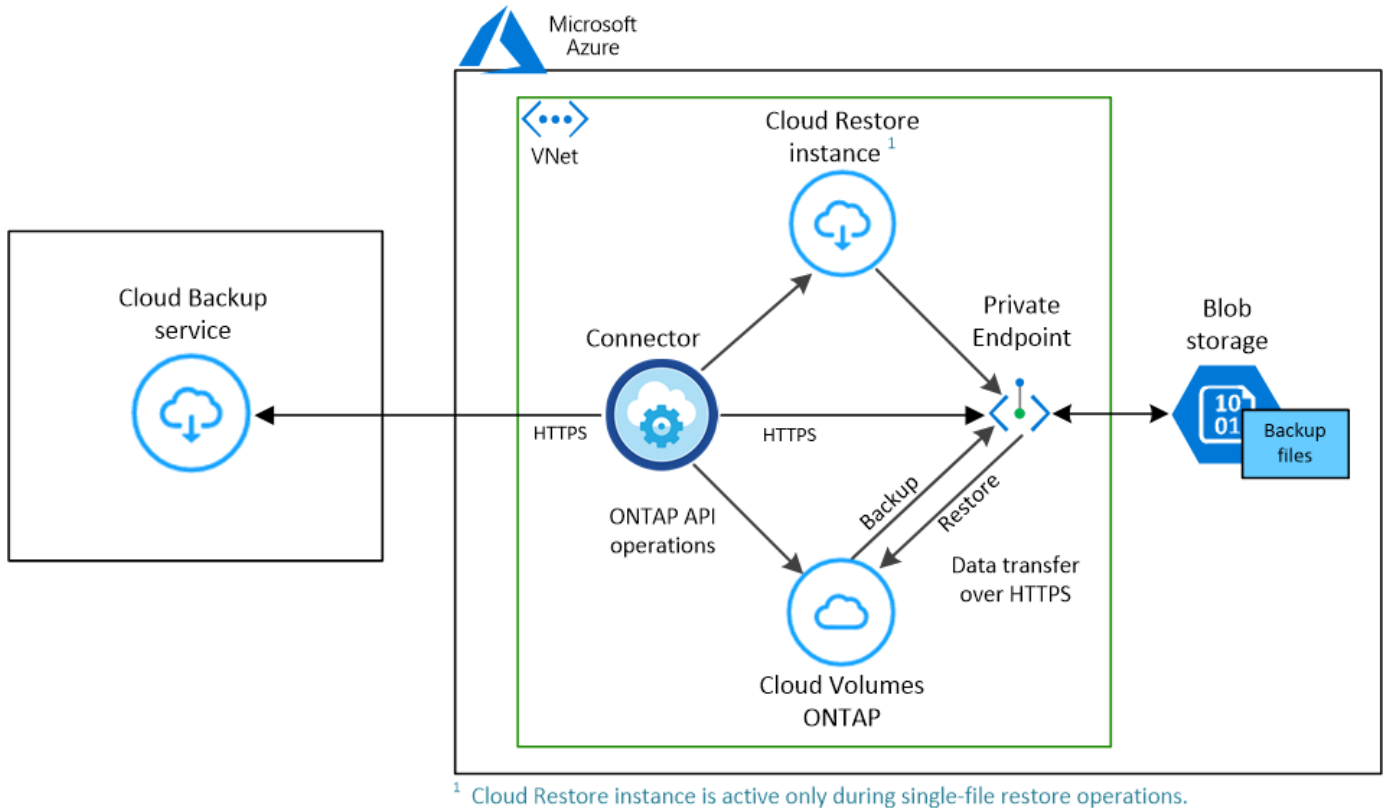 Microsoft
Azure
VNet
Cloud Restore
instance 1
Cloud Backup
service
Connector
Private
Endpoint
Blob
storage
10
01
Backup
files
HTTPS
HTTPS
Backup
Restore
ONTAP API
operations
Data transfer
over HTTPS
Cloud Volumes
ONTAP
1 Cloud Restore instance is active only during single-file restore operations.